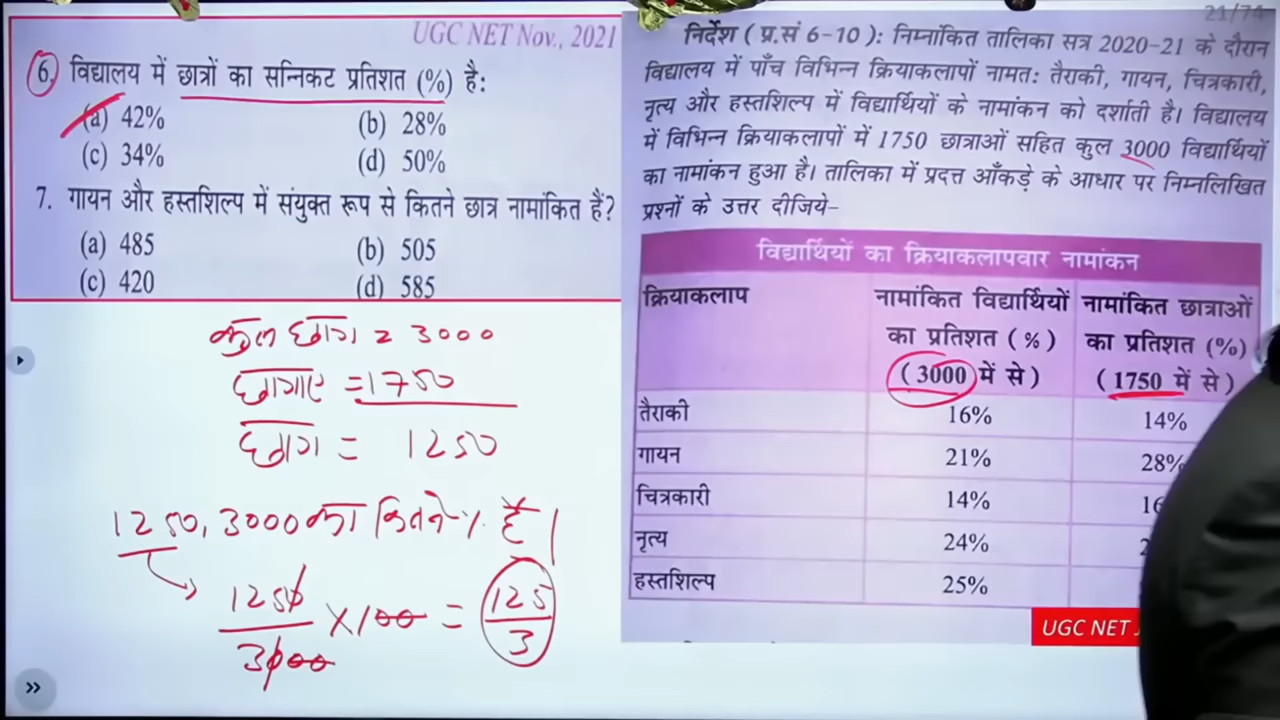 21/74
UGC NET Nov., 2021
6. विद्यालय में छात्रों का सन्निकट प्रतिशत (%) है:
(a) 42% (b) 28%
(c) 34% (d) 50%
7. गायन और हस्तशिल्प में संयुक्त रूप से कितने छात्र नामांकित हैं?
(a) 485 (b) 505
(c) 420 (d) 585
कुल छात्र = 3000
छात्राएं = 1750
छात्र = 1250
1250, 3000 का कितने % है |
1250/3000 × 100 = 125/3
निर्देश ( प्र.सं 6-10 ): निम्नांकित तालिका सत्र 2020-21 के दौरान
विद्यालय में पाँच विभिन्न क्रियाकलापों नामत: तैराकी, गायन, चित्रकारी,
नृत्य और हस्तशिल्प में विद्यार्थियों के नामांकन को दर्शाती है। विद्यालय
में विभिन्न क्रियाकलापों में 1750 छात्राओं सहित कुल 3000 विद्यार्थियों
का नामांकन हुआ है। तालिका में प्रदत्त आँकड़े के आधार पर निम्नलिखित
प्रश्नों के उत्तर दीजिये-
विद्यार्थियों का क्रियाकलापवार नामांकन
क्रियाकलाप नामांकित विद्यार्थियों नामांकित छात्राओं
का प्रतिशत ( % ) का प्रतिशत (%)
( 3000 में से ) ( 1750 में से )
तैराकी 16% 14%
गायन 21% 28%
चित्रकारी 14% 16
नृत्य 24% 2
हस्तशिल्प 25%
UGC NET